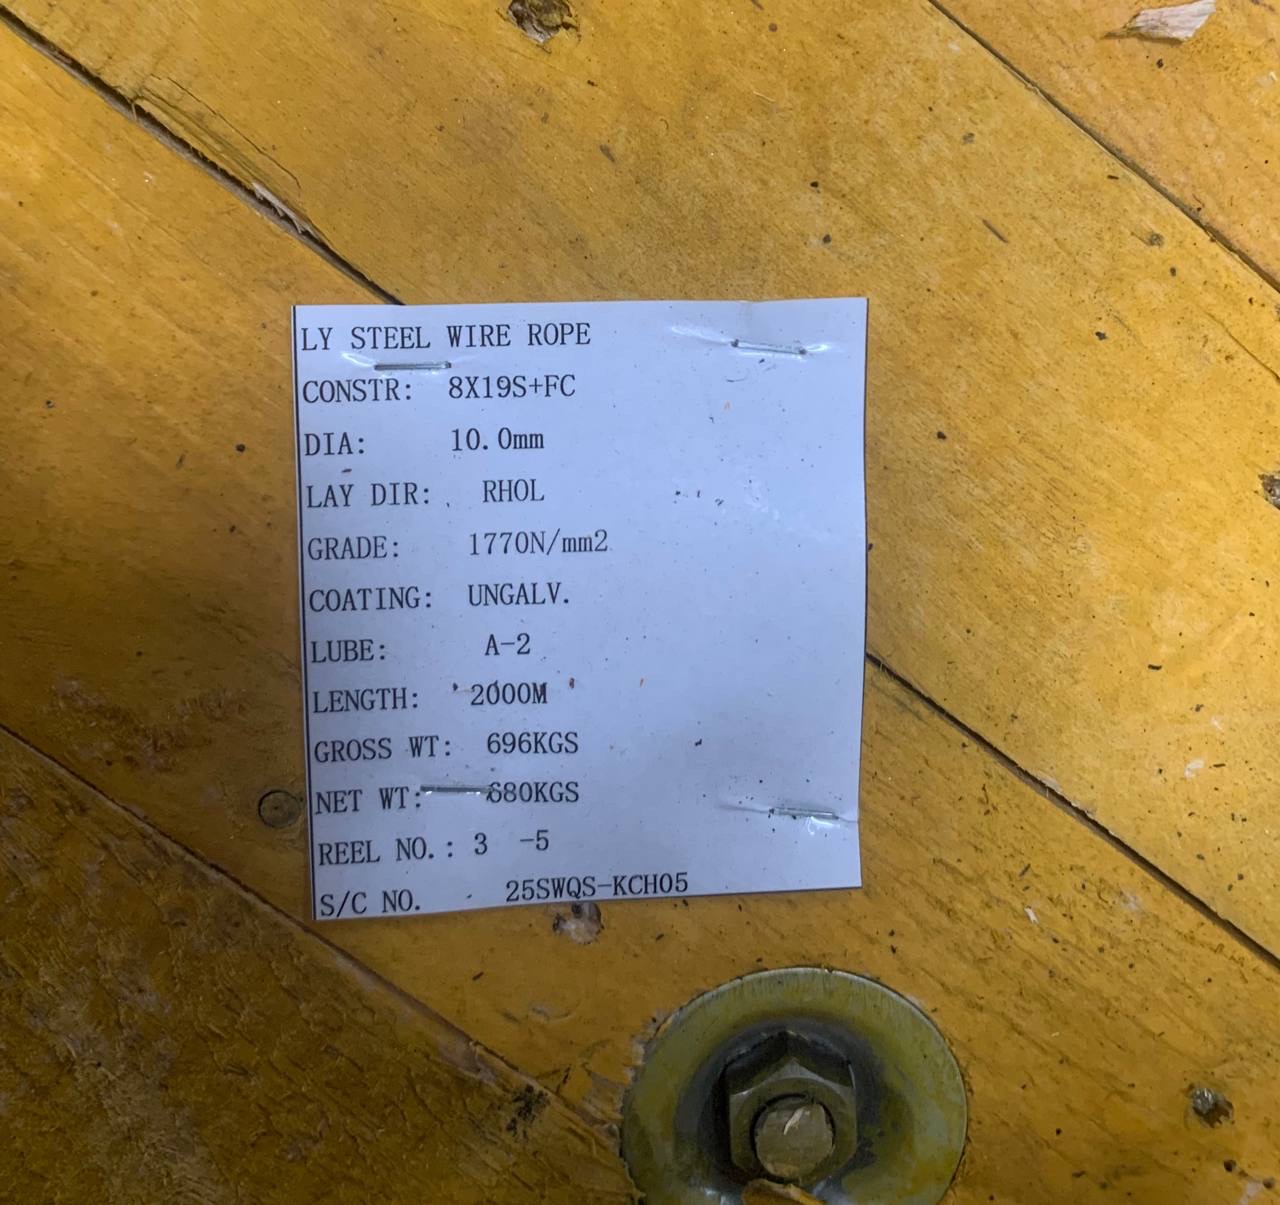 LY STEEL WIRE ROPE
CONSTR: 8X19S+FC
DIA: 10.0mm
LAY DIR: RHOL
GRADE: 1770N/mm2
COATING: UNGALV.
LUBE: A-2
LENGTH: 2000M
GROSS WT: 696KGS
NET WT: 680KGS
REEL NO.: 3 -5
S/C NO. 25SWQS-KCH05